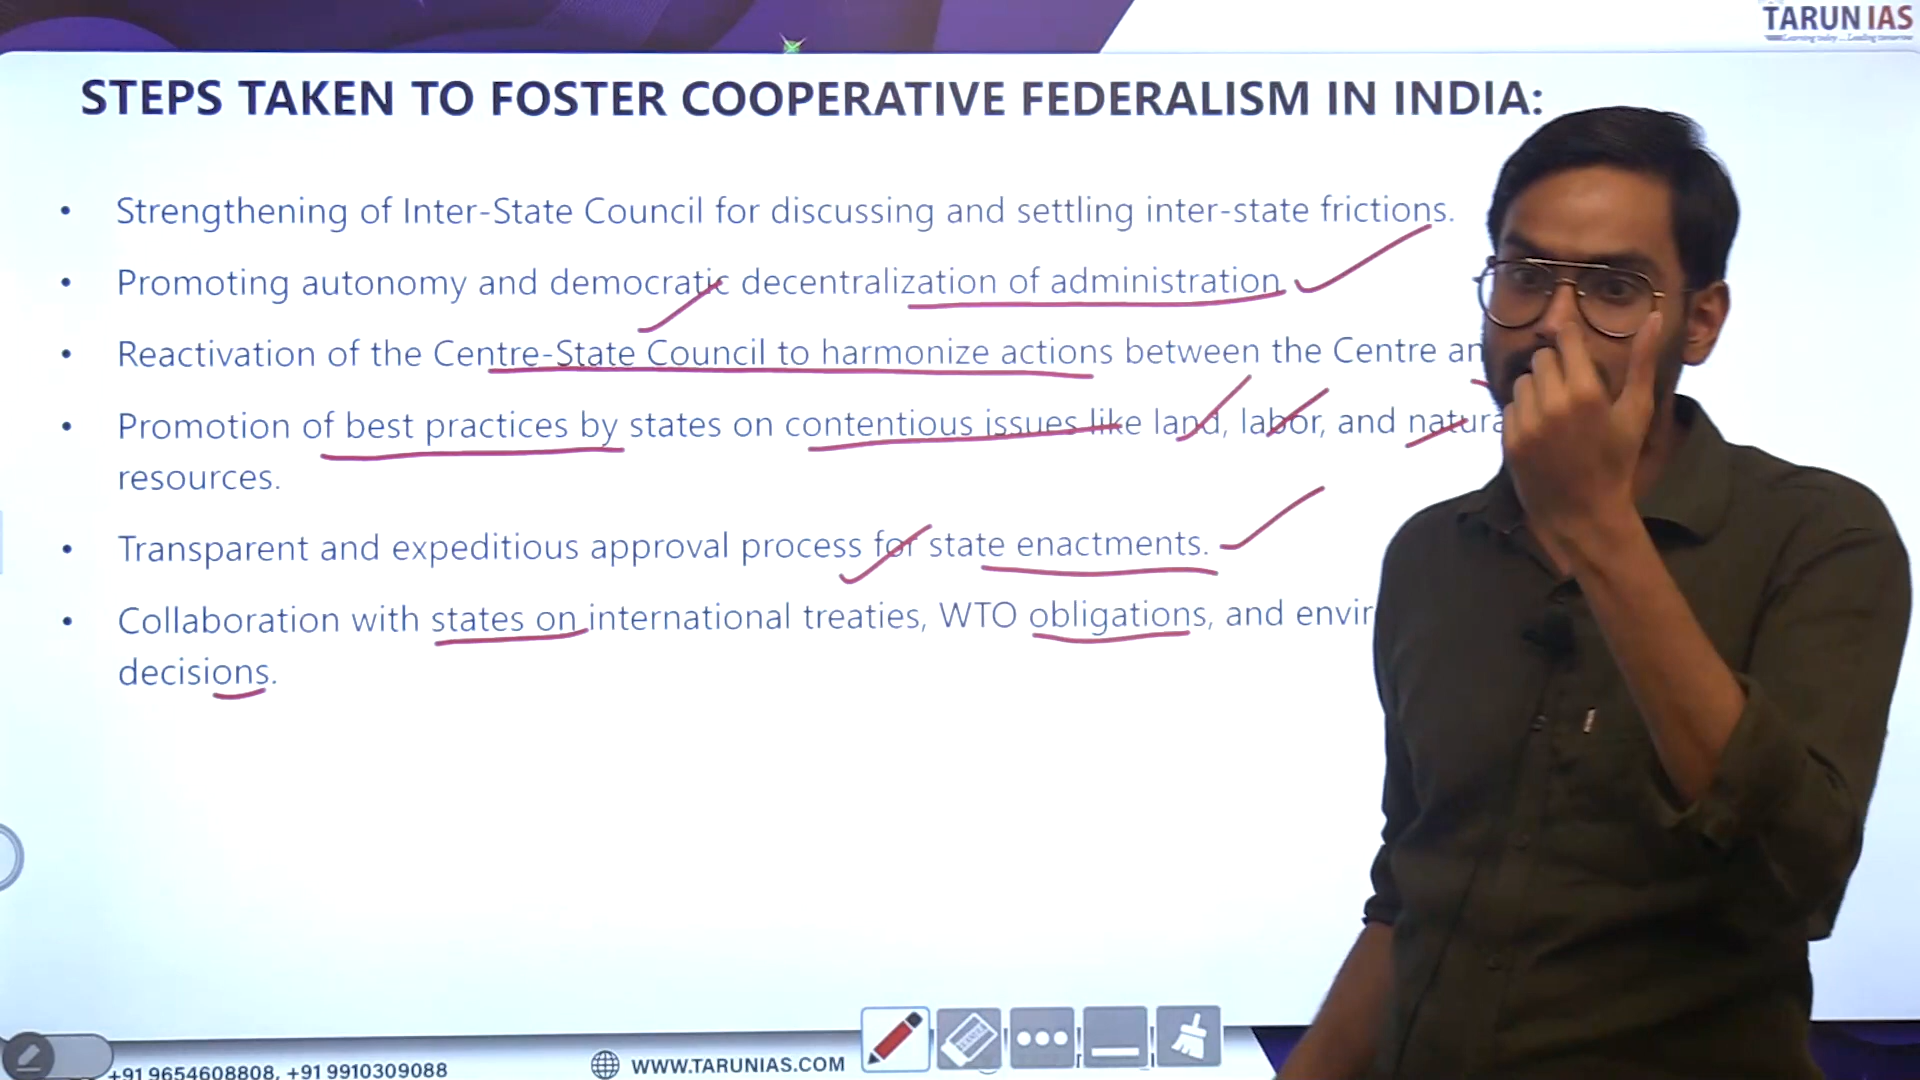 TARUN IAS
Learning today... Leading tomorrow
STEPS TAKEN TO FOSTER COOPERATIVE FEDERALISM IN INDIA:
• Strengthening of Inter-State Council for discussing and settling inter-state frictions.
• Promoting autonomy and democratic decentralization of administration
• Reactivation of the Centre-State Council to harmonize actions between the Centre an
• Promotion of best practices by states on contentious issues like land, labor, and natura
resources.
• Transparent and expeditious approval process for state enactments.
• Collaboration with states on international treaties, WTO obligations, and envir
decisions.
+91 9654608808, +91 9910309088
WWW.TARUNIAS.COM